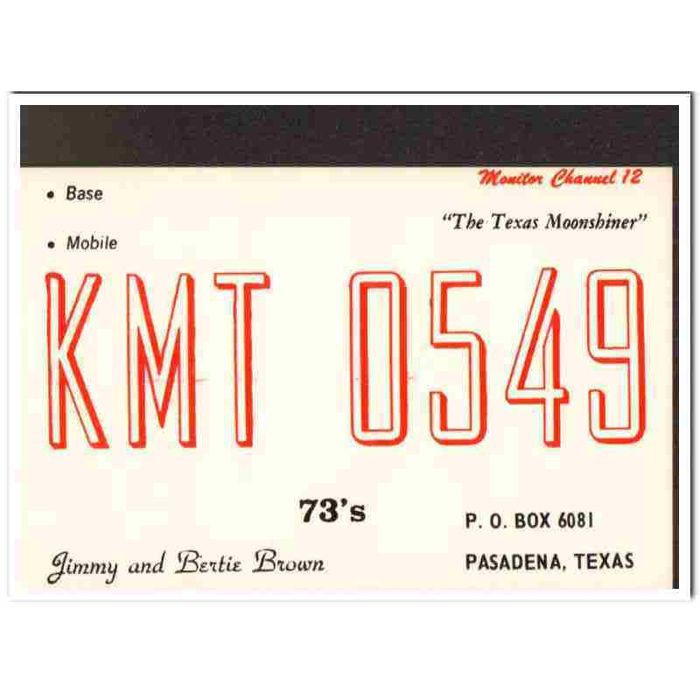 Monitor Channel 12
• Base
"The Texas Moonshiner"
• Mobile
KMT 0549
73's
P. O. BOX 6081
Jimmy and Bertie Brown
PASADENA, TEXAS